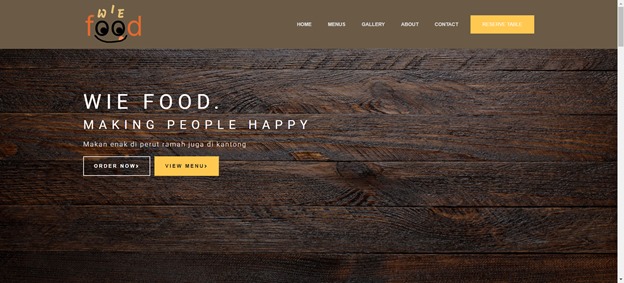 WIE
food
HOME
MENUS
GALLERY
ABOUT
CONTACT
RESERVE TABLE
WIE FOOD.
MAKING PEOPLE HAPPY
Makan enak di perut ramah juga di kantong
ORDER NOW›
VIEW MENU›